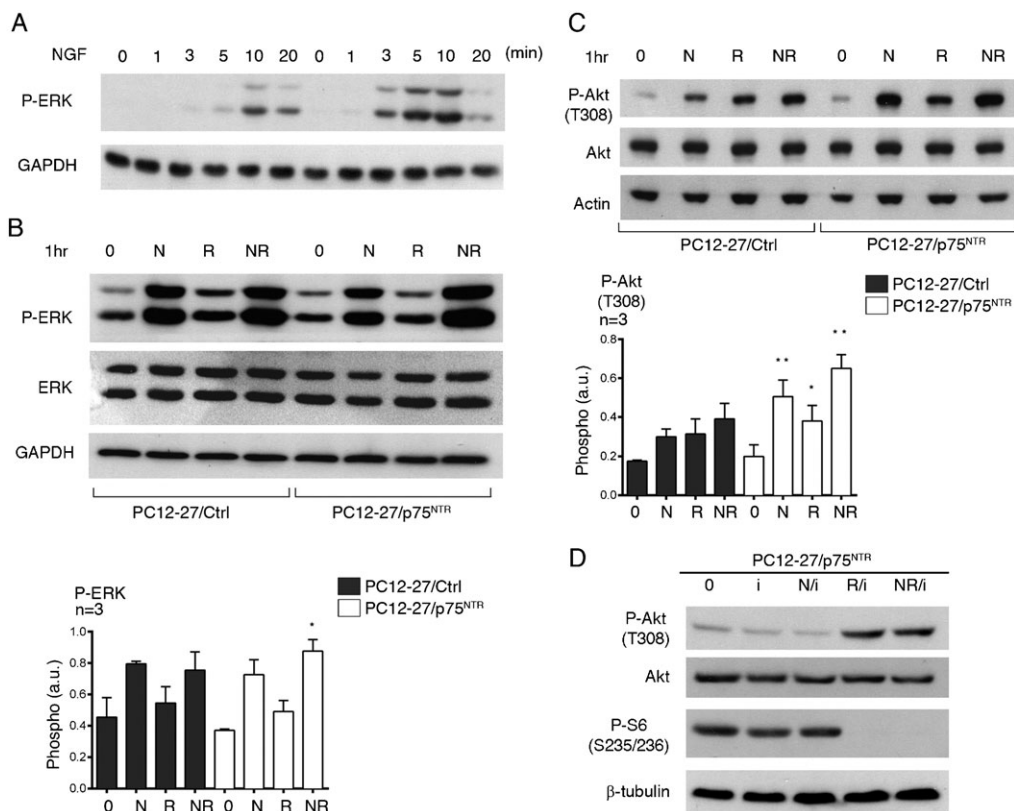 A
NGF 0 1 3 5 10 20 0 1 3 5 10 20 (min)
P-ERK
GAPDH
B
1hr 0 N R NR 0 N R NR
P-ERK
ERK
GAPDH
PC12-27/Ctrl PC12-27/p75NTR
P-ERK
n=3
PC12-27/Ctrl
PC12-27/p75NTR
Phospho (a.u.)
1.0
0.8
0.6
0.4
0.2
0.0
*
0 N R NR 0 N R NR
C
1hr 0 N R NR 0 N R NR
P-Akt
(T308)
Akt
Actin
PC12-27/Ctrl PC12-27/p75NTR
P-Akt
(T308)
n=3
PC12-27/Ctrl
PC12-27/p75NTR
Phospho (a.u.)
0.8
0.6
0.4
0.2
0.0
** * **
0 N R NR 0 N R NR
D
PC12-27/p75NTR
0 i N/i R/i NR/i
P-Akt
(T308)
Akt
P-S6
(S235/236)
β-tubulin